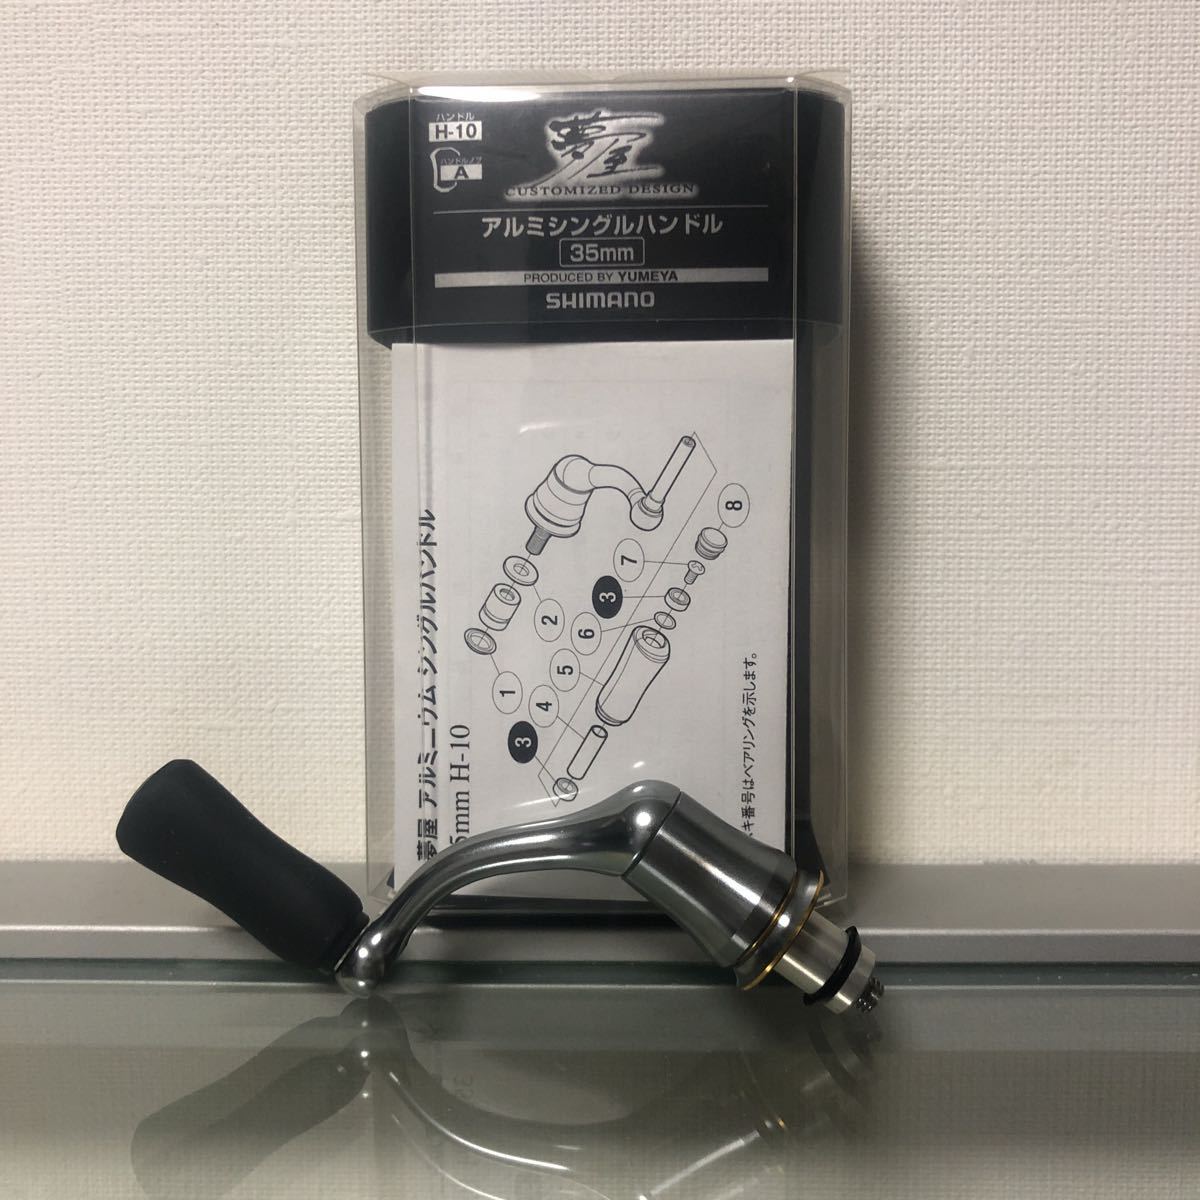 ハンドル
H-10
ハンドルノブ
A
夢屋
CUSTOMIZED DESIGN
アルミシングルハンドル
35mm
PRODUCED BY YUMEYA
SHIMANO
夢屋 アルミニウム シングルハンドル
5mm H-10
1
2
3
4
5
6
3
7
8
キ番号はベアリングを示します。